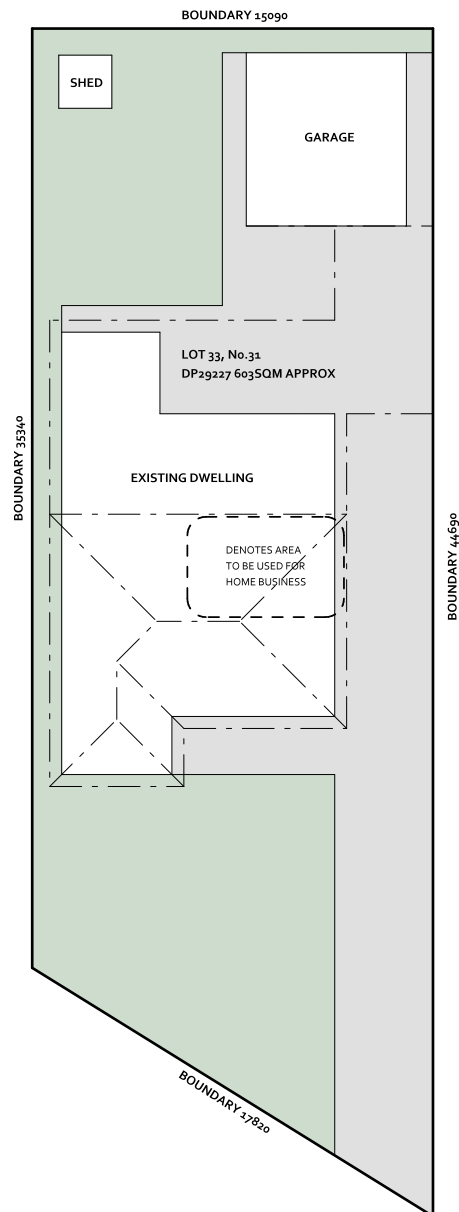 BOUNDARY 15090
SHED
GARAGE
LOT 33, No.31
DP29227 603SQM APPROX
BOUNDARY 35340
EXISTING DWELLING
DENOTES AREA
TO BE USED FOR
HOME BUSINESS
BOUNDARY 44690
BOUNDARY 17820